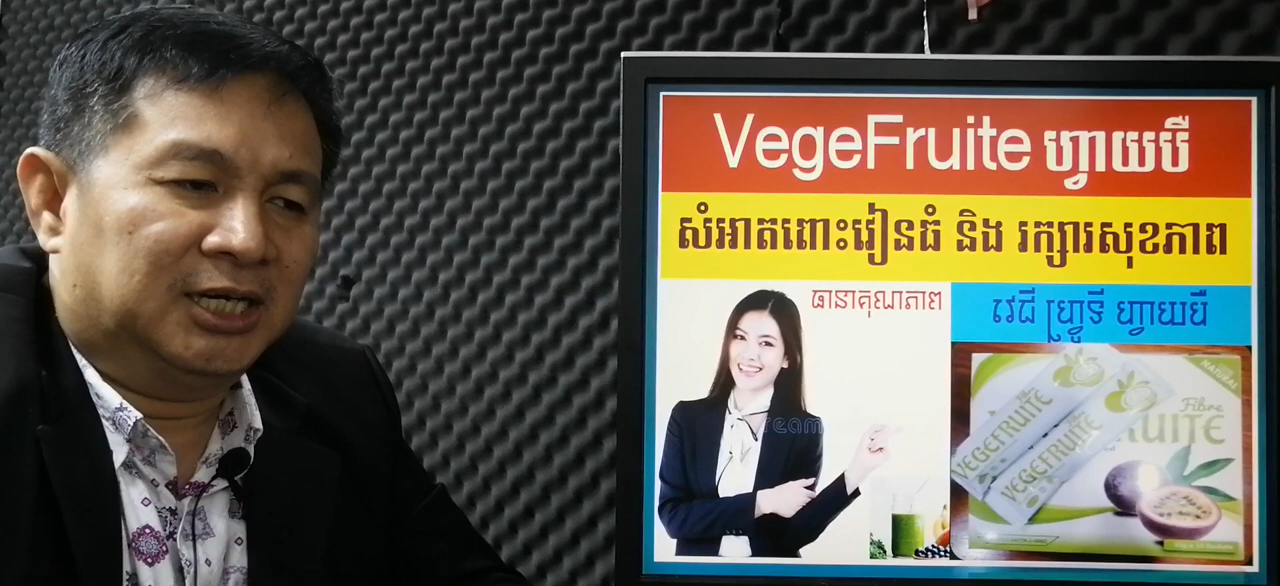 VegeFruite ហ្វាយបឺ
សំអាតពោះវៀនធំ និង រក្សារសុខភាព
ធានាគុណភាព
វេជី ហ្វ្រូទី ហ្វាយបឺ
NATURAL
Fibre
RUITE
VEGEFRUITE
VEGEFRUITE
ream